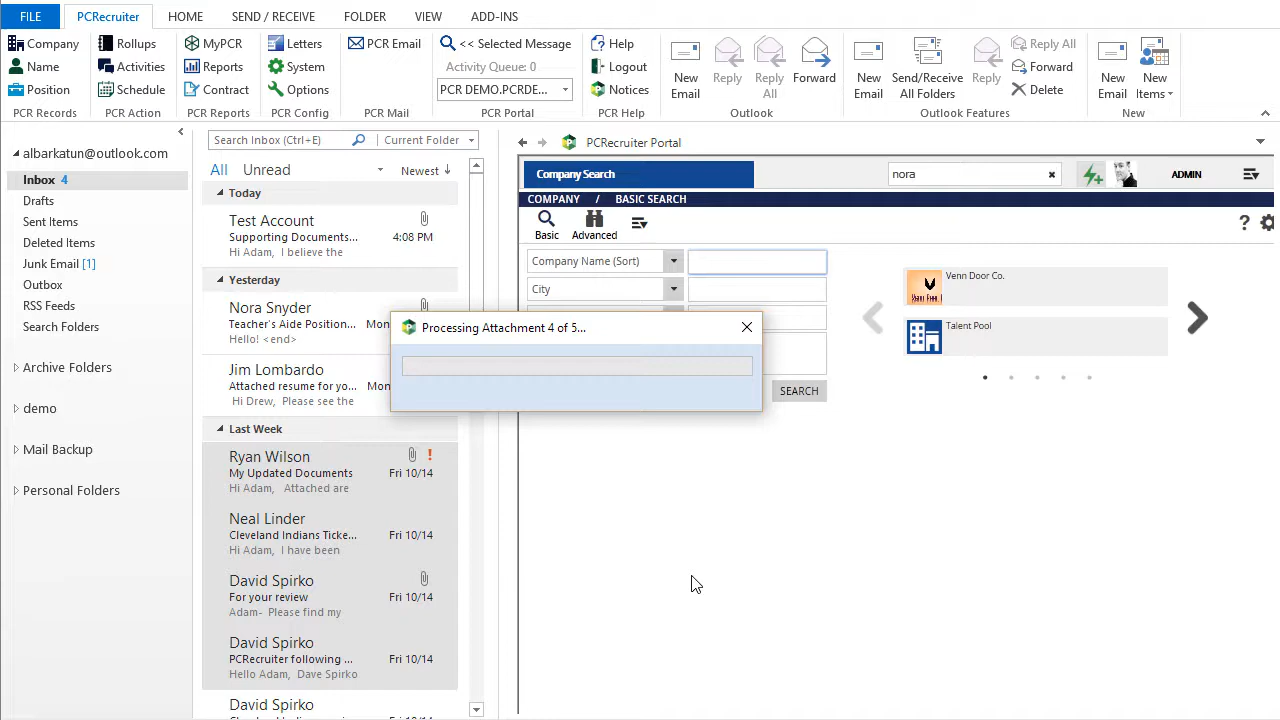 FILE
PCRecruiter
HOME
SEND / RECEIVE
FOLDER
VIEW
ADD-INS
Company
Name
Position
PCR Records
Rollups
Activities
Schedule
PCR Action
MyPCR
Reports
Contract
PCR Reports
Letters
System
Options
PCR Config
PCR Email
PCR Mail
<< Selected Message
Activity Queue: 0
PCR DEMO.PCRDE...
PCR Portal
Help
Logout
Notices
PCR Help
New Email
Reply
Reply All
Forward
Outlook
New Email
Send/Receive All Folders
Reply
Reply All
Forward
Delete
Outlook Features
New Email
New Items
New
albarkatun@outlook.com
Inbox 4
Drafts
Sent Items
Deleted Items
Junk Email [1]
Outbox
RSS Feeds
Search Folders
Archive Folders
demo
Mail Backup
Personal Folders
Search Inbox (Ctrl+E)
Current Folder
All Unread
Newest
Today
Test Account
Supporting Documents... 4:08 PM
Hi Adam, I believe the
Yesterday
Nora Snyder
Teacher's Aide Position... Mon
Hello! <end>
Jim Lombardo
Attached resume for yo... Mon
Hi Drew, Please see the
Last Week
Ryan Wilson !
My Updated Documents Fri 10/14
Hi Adam, Attached are
Neal Linder
Cleveland Indians Ticke... Fri 10/14
Hi Adam, I have been
David Spirko
For your review Fri 10/14
Adam- Please find my
David Spirko
PCRecruiter following ... Fri 10/14
Hello Adam, Dave Spirko
David Spirko
PCRecruiter Portal
Company Search
nora
ADMIN
COMPANY / BASIC SEARCH
Basic
Advanced
?
Company Name (Sort)
City
SEARCH
Venn Door Co.
Talent Pool
Processing Attachment 4 of 5...